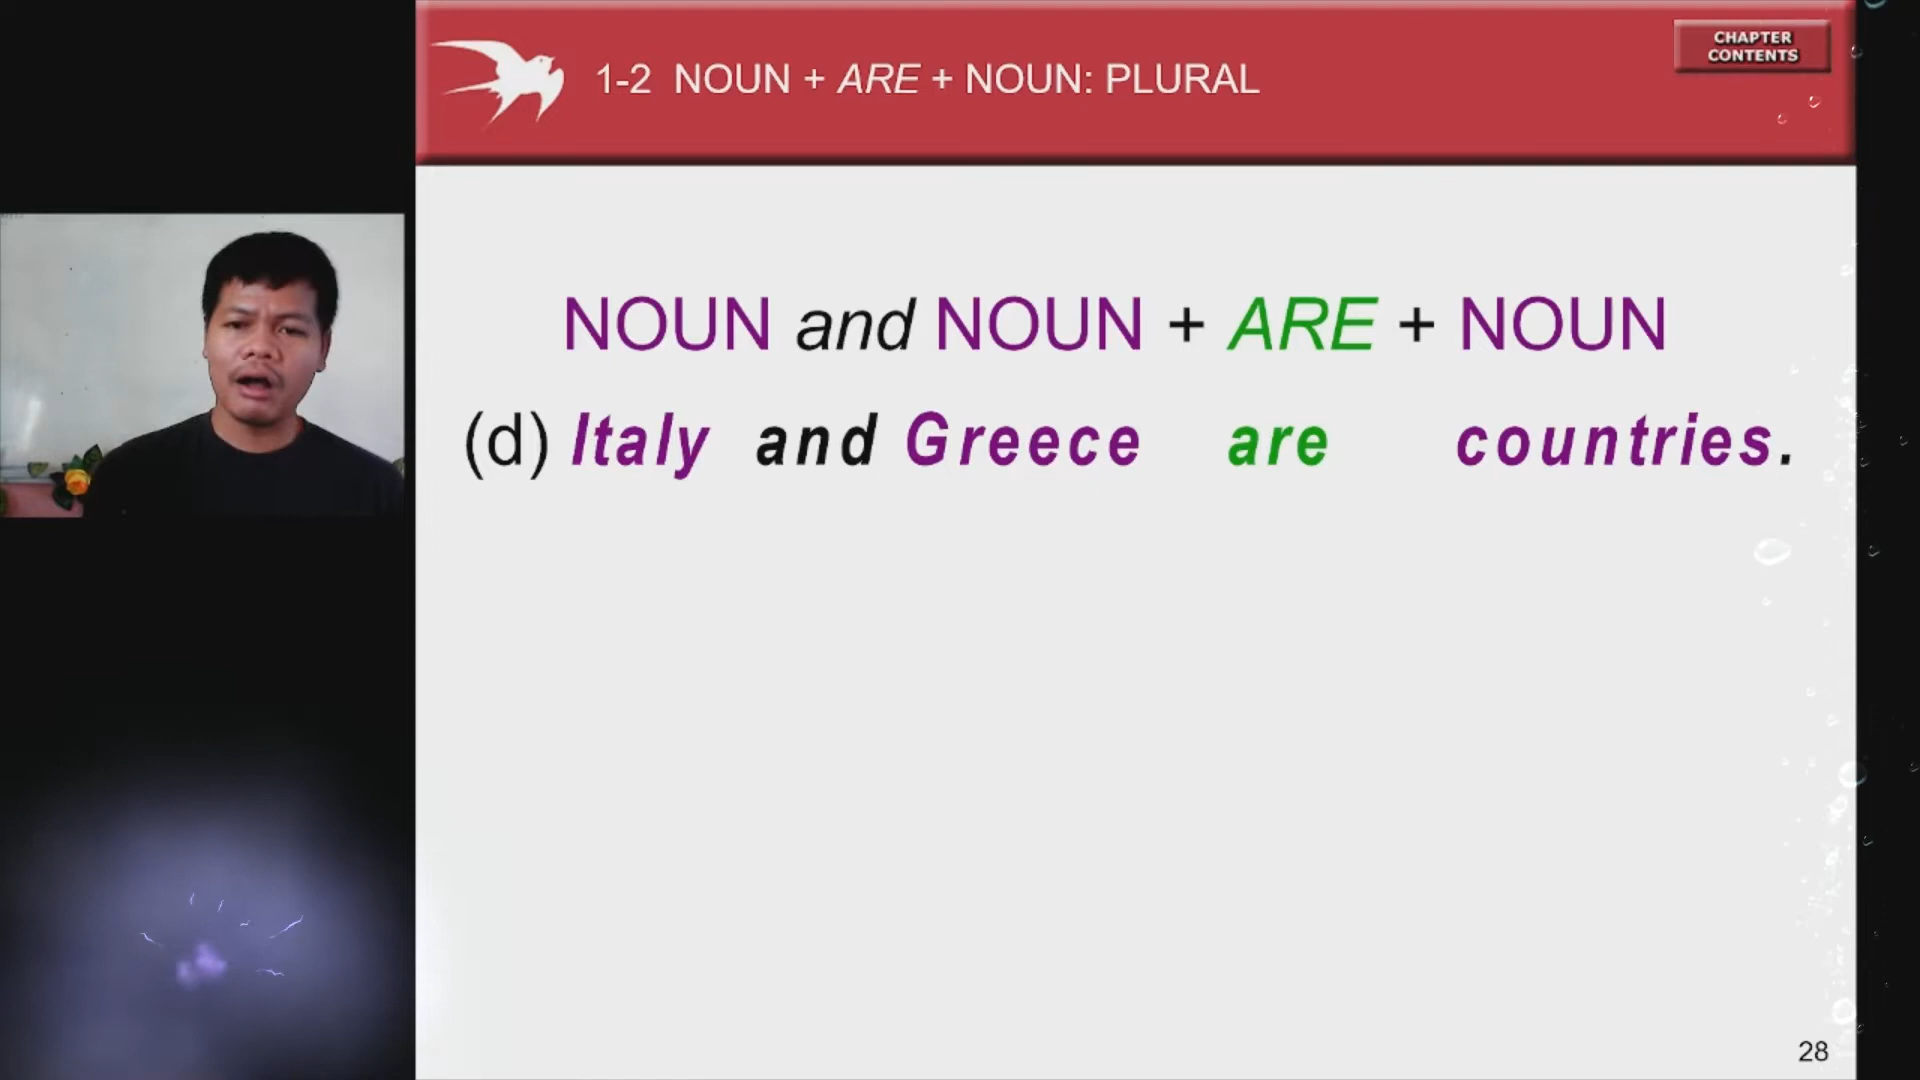 CHAPTER
CONTENTS
1-2 NOUN + ARE + NOUN: PLURAL
NOUN and NOUN + ARE + NOUN
(d) Italy and Greece are countries.
28